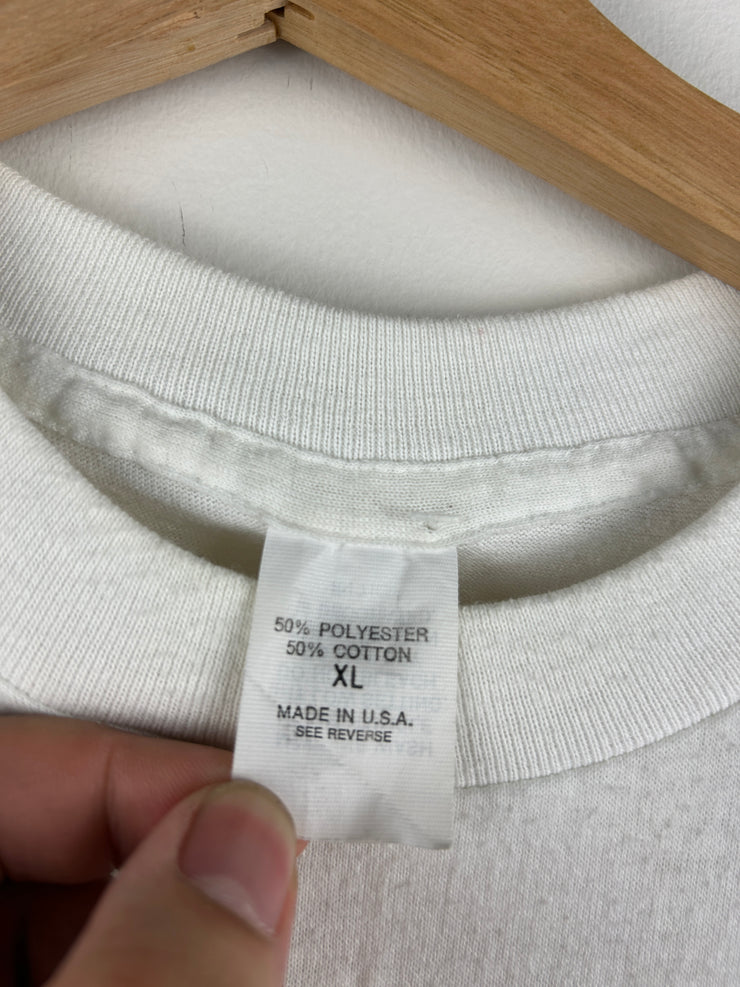 50% POLYESTER
50% COTTON
XL
MADE IN U.S.A.
SEE REVERSE